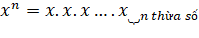 xⁿ = x. x. x … . x n thừa số